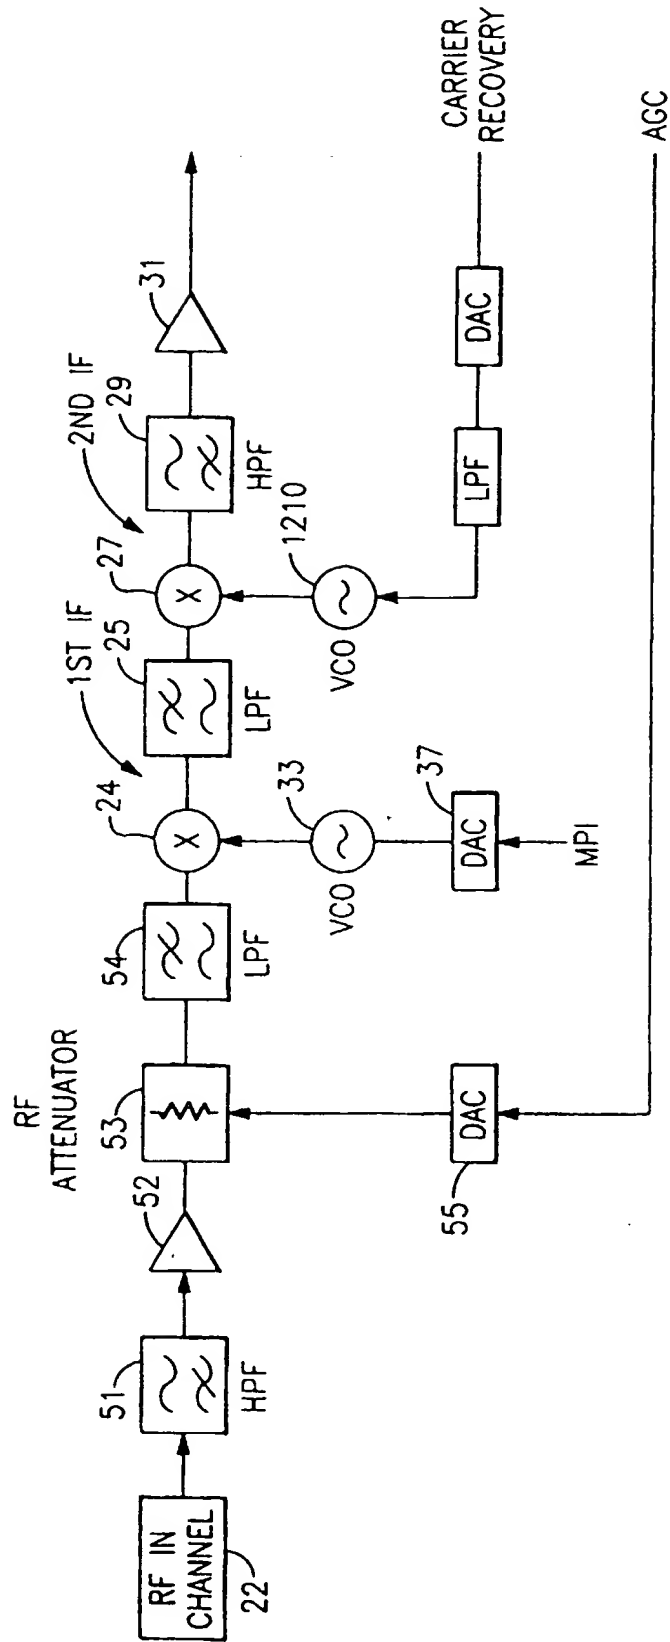 RF IN
CHANNEL
22
51
HPF
52
RF
ATTENUATOR
53
DAC
55
54
LPF
24
X
1ST IF
VCO
33
DAC
37
MPI
25
LPF
27
X
2ND IF
VCO
1210
29
HPF
31
LPF
DAC
CARRIER
RECOVERY
AGC